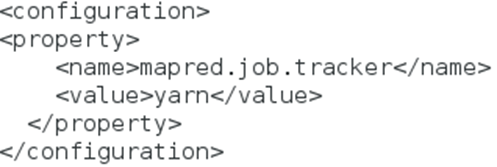 <configuration>
<property>
    <name>mapred.job.tracker</name>
    <value>yarn</value>
  </property>
</configuration>